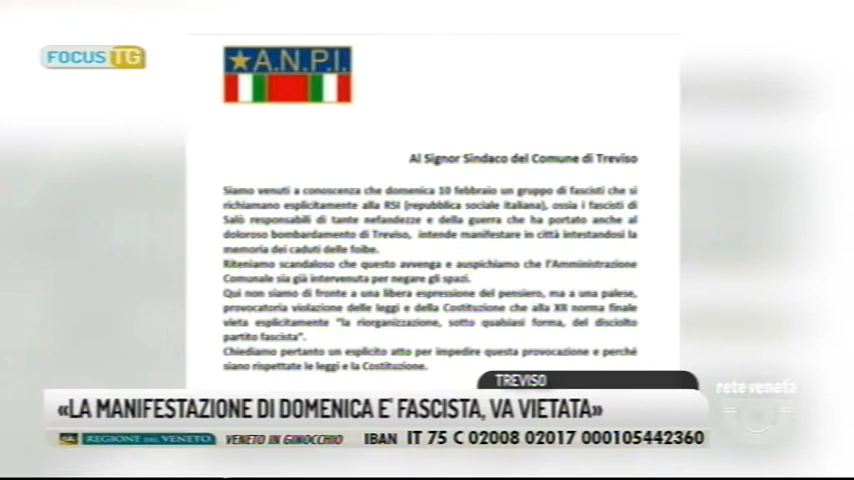 FOCUS TG
A.N.P.I.
Al Signor Sindaco del Comune di Treviso
Siamo venuti a conoscenza che domenica 10 febbraio un gruppo di fascisti che si
richiamano esplicitamente alla RSI (repubblica sociale italiana), ossia i fascisti di
Salò responsabili di tante nefandezze e della guerra che ha portato anche al
doloroso bombardamento di Treviso, intende manifestare in città intestandosi la
memoria dei caduti delle foibe.
Riteniamo scandaloso che questo avvenga e auspichiamo che l'Amministrazione
Comunale sia già intervenuta per negare gli spazi.
Qui non siamo di fronte a una libera espressione del pensiero, ma a una palese,
provocatoria violazione delle leggi e della Costituzione che alla XII norma finale
vieta esplicitamente "la riorganizzazione, sotto qualsiasi forma, del disciolto
partito fascista".
Chiediamo pertanto un esplicito atto per impedire questa provocazione e perché
siano rispettate le leggi e la Costituzione.
TREVISO
«LA MANIFESTAZIONE DI DOMENICA E' FASCISTA, VA VIETATA»
rete veneta
REGIONE DEL VENETO VENETO IN GINOCCHIO IBAN IT 75 C 02008 02017 000105442360